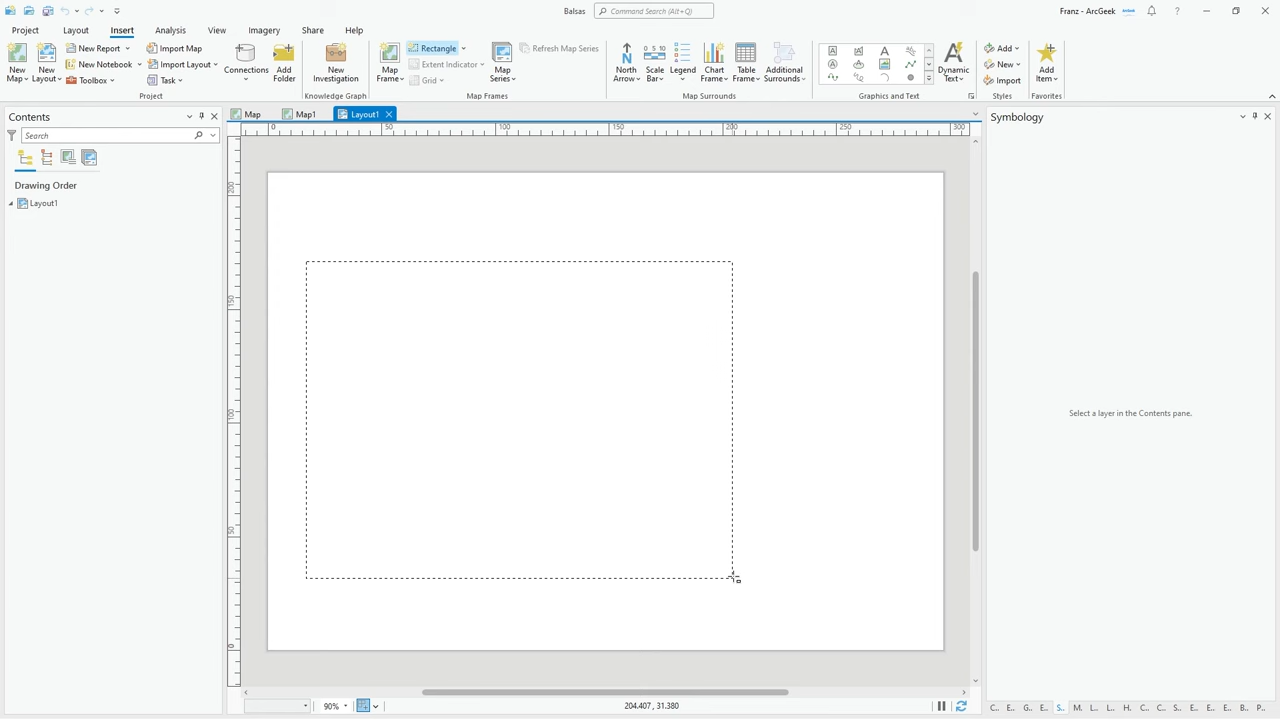 Balsas
Command Search (Alt+Q)
Franz - ArcGeek
?
Project
Layout
Insert
Analysis
View
Imagery
Share
Help
New Map
New Layout
New Report
New Notebook
Toolbox
Import Map
Import Layout
Task
Connections
Add Folder
New Investigation
Map Frame
Rectangle
Extent Indicator
Grid
Map Series
Refresh Map Series
North Arrow
Scale Bar
Legend
Chart Frame
Table Frame
Additional Surrounds
Dynamic Text
Add
New
Import
Add Item
Project
Knowledge Graph
Map Frames
Map Surrounds
Graphics and Text
Styles
Favorites
Contents
Map
Map1
Layout1
Symbology
Search
0 50 100 150 200 250 300
Drawing Order
Layout1
200
150
100
50
0
Select a layer in the Contents pane.
90%
204.407 , 31.380
C... E... G... E... S... M... L... L... H... C... C... S... E... E... B... P...